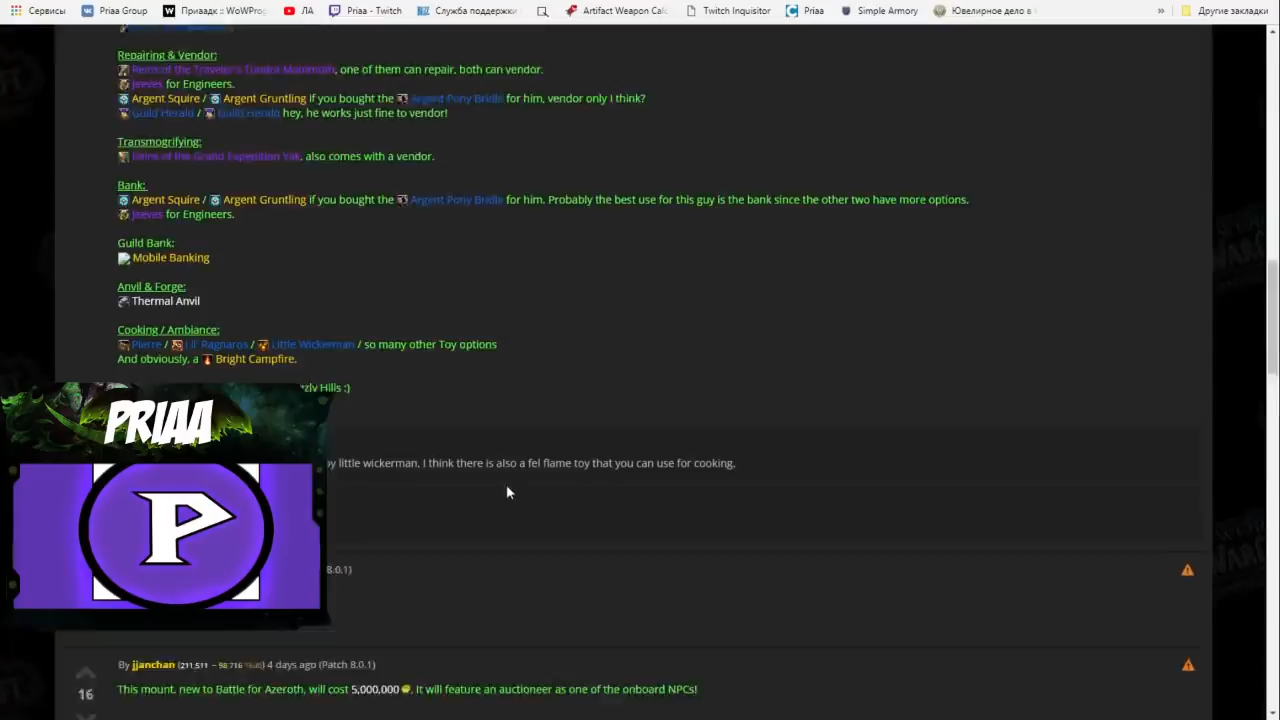 Сервисы Priaa Group Привадк :: WoWProg ЛА Priaa - Twitch Служба поддержки Artifact Weapon Calc Twitch Inquisitor Priaa Simple Armory Ювелирное дело в » Другие закладки
Repairing & Vendor:
Reins of the Traveler's Tundra Mammoth, one of them can repair, both can vendor.
Jeeves for Engineers.
Argent Squire / Argent Gruntling if you bought the Argent Pony Bridle for him, vendor only I think?
Guild Herald / Guild Herald hey, he works just fine to vendor!
Transmogrifying:
Reins of the Grand Expedition Yak, also comes with a vendor.
Bank:
Argent Squire / Argent Gruntling if you bought the Argent Pony Bridle for him. Probably the best use for this guy is the bank since the other two have more options.
Jeeves for Engineers.
Guild Bank:
Mobile Banking
Anvil & Forge:
Thermal Anvil
Cooking / Ambiance:
Pierre / Lil' Ragnaros / Little Wickerman / so many other Toy options
And obviously, a Bright Campfire.
zly Hills :)
PRIAA
by little wickerman, I think there is also a fel flame toy that you can use for cooking.
P
8.0.1)
By jjanchan (211,511 – 98,716) 4 days ago (Patch 8.0.1)
16
This mount, new to Battle for Azeroth, will cost 5,000,000. It will feature an auctioneer as one of the onboard NPCs!